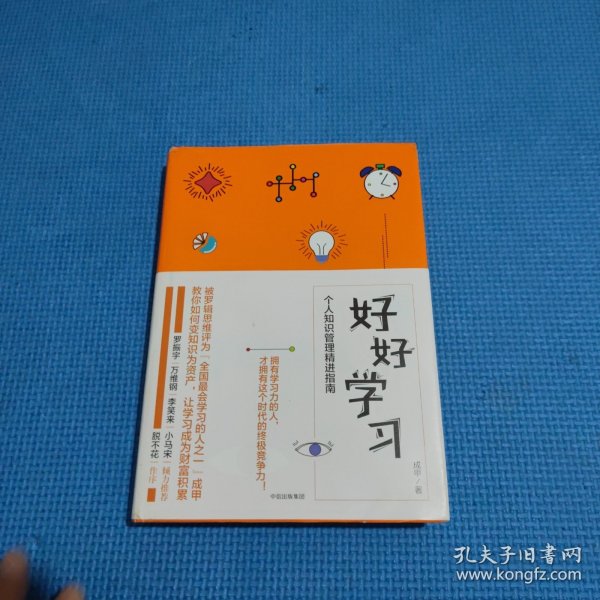 好好学习
个人知识管理精进指南
成甲/著
拥有学习力的人、
才拥有这个时代的终极竞争力!
被罗辑思维评为「全国最会学习的人之一」成甲
教你如何变知识为资产,让学习成为财富积累
罗振宇|万维钢|李笑来|小马宋|倾力推荐
脱不花|作序
中信出版集团
孔夫子旧书网
www.kongfz.com